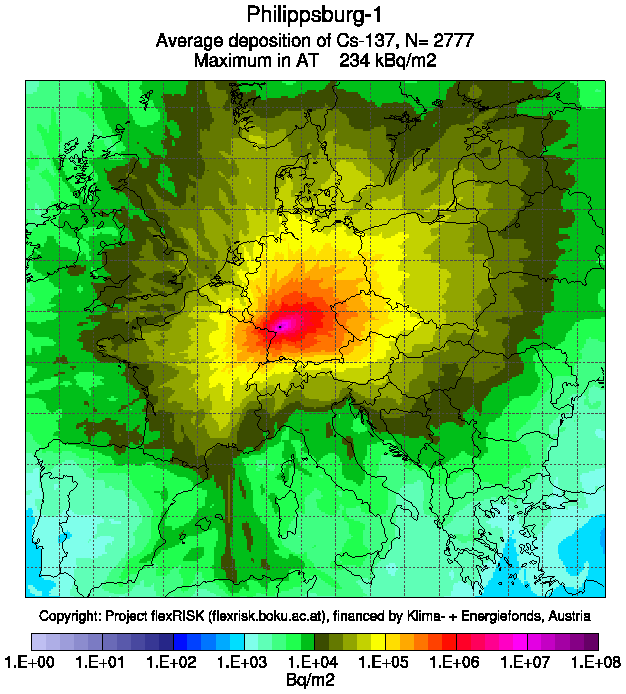 Philippsburg-1
Average deposition of Cs-137, N= 2777
Maximum in AT 234 kBq/m2
Copyright: Project flexRISK (flexrisk.boku.ac.at), financed by Klima- + Energiefonds, Austria
1.E+00 1.E+01 1.E+02 1.E+03 1.E+04 1.E+05 1.E+06 1.E+07 1.E+08
Bq/m2